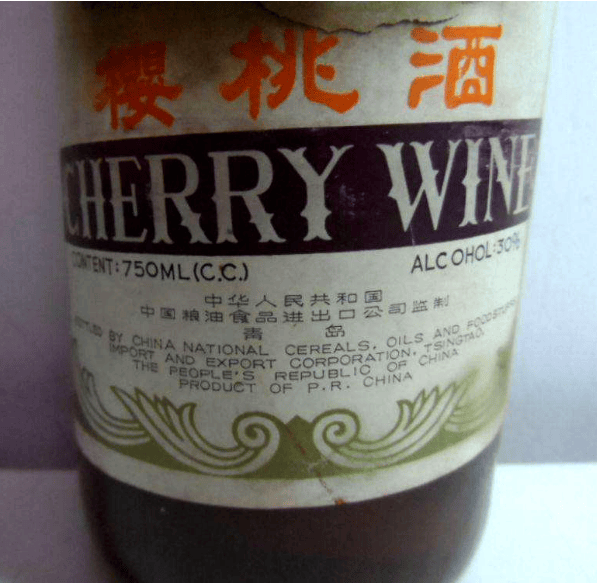 櫻桃酒
CHERRY WINE
CONTENT: 750ML(C.C.) ALCOHOL: 30%
中华人民共和国
中國粮油食品进出口公司监制
青 岛
BOTTLED BY CHINA NATIONAL CEREALS, OILS AND FOODSTUFFS
IMPORT AND EXPORT CORPORATION, TSINGTAO,
THE PEOPLE'S REPUBLIC OF CHINA
PRODUCT OF P.R. CHINA